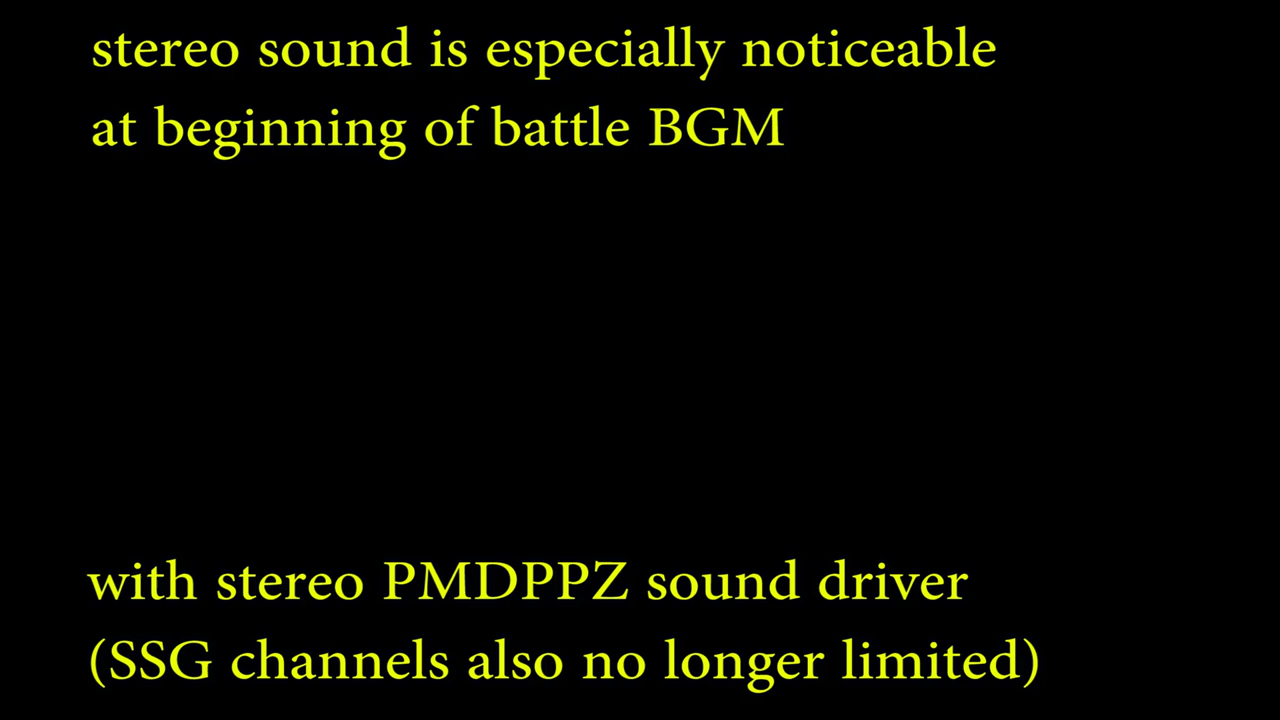 stereo sound is especially noticeable
at beginning of battle BGM
with stereo PMDPPZ sound driver
(SSG channels also no longer limited)